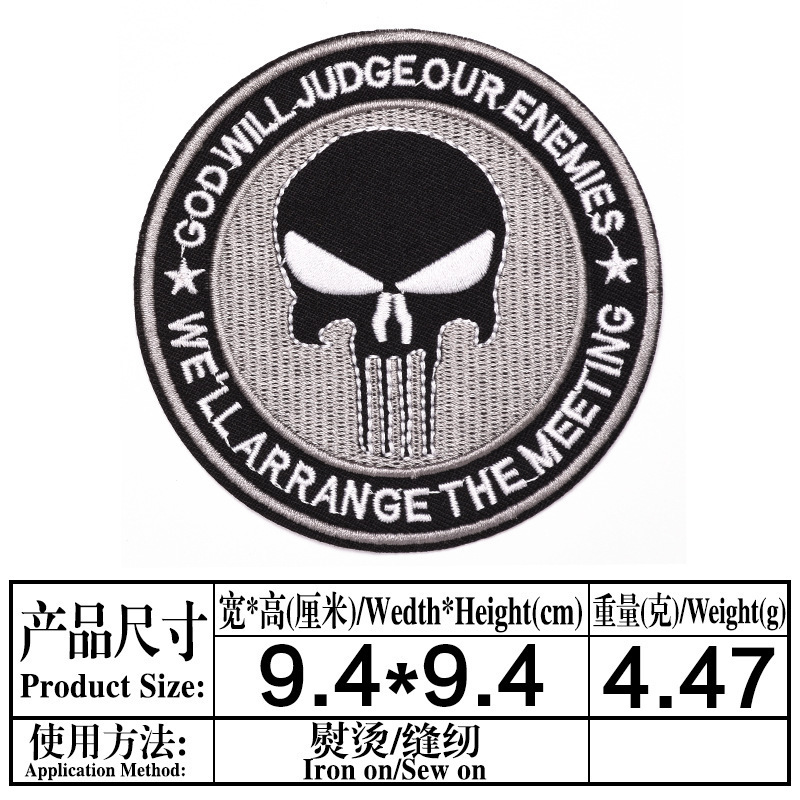 GOD WILL JUDGE OUR ENEMIES
WE'LL ARRANGE THE MEETING
产品尺寸
Product Size:
宽*高(厘米)/Wedth*Height(cm)
重量(克)/Weight(g)
9.4*9.4
4.47
使用方法:
Application Method:
熨烫/缝纫
Iron on/Sew on